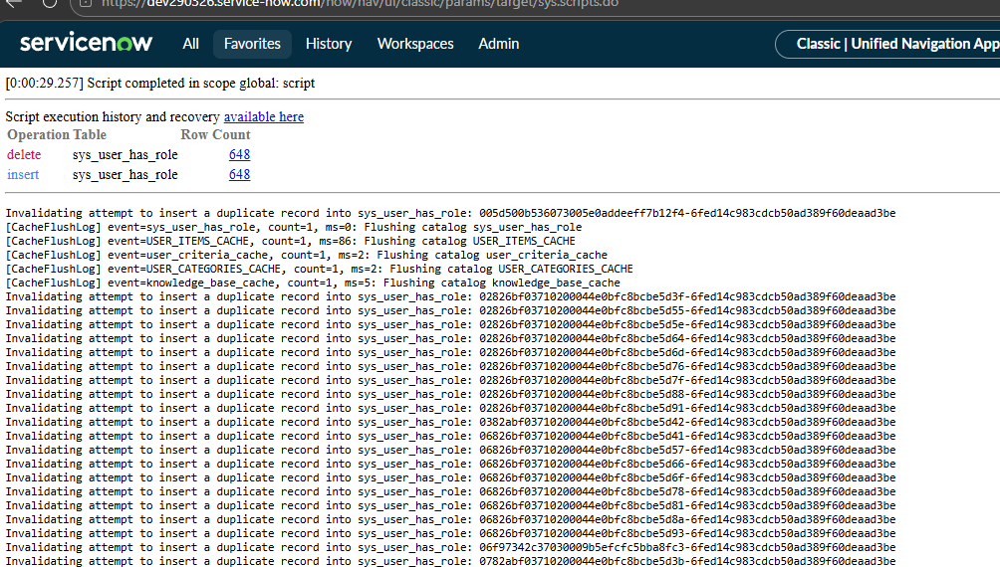 https://dev290326.service-now.com/now/nav/ui/classic/params/target/sys.scripts.do
servicenow All Favorites History Workspaces Admin Classic | Unified Navigation App
[0:00:29.257] Script completed in scope global: script
Script execution history and recovery available here
Operation Table Row Count
delete sys_user_has_role 648
insert sys_user_has_role 648
Invalidating attempt to insert a duplicate record into sys_user_has_role: 005d500b536073005e0addeeff7b12f4-6fed14c983cdcb50ad389f60deaad3be
[CacheFlushLog] event=sys_user_has_role, count=1, ms=0: Flushing catalog sys_user_has_role
[CacheFlushLog] event=USER_ITEMS_CACHE, count=1, ms=86: Flushing catalog USER_ITEMS_CACHE
[CacheFlushLog] event=user_criteria_cache, count=1, ms=2: Flushing catalog user_criteria_cache
[CacheFlushLog] event=USER_CATEGORIES_CACHE, count=1, ms=2: Flushing catalog USER_CATEGORIES_CACHE
[CacheFlushLog] event=knowledge_base_cache, count=1, ms=5: Flushing catalog knowledge_base_cache
Invalidating attempt to insert a duplicate record into sys_user_has_role: 02826bf03710200044e0bfc8bcbe5d3f-6fed14c983cdcb50ad389f60deaad3be
Invalidating attempt to insert a duplicate record into sys_user_has_role: 02826bf03710200044e0bfc8bcbe5d55-6fed14c983cdcb50ad389f60deaad3be
Invalidating attempt to insert a duplicate record into sys_user_has_role: 02826bf03710200044e0bfc8bcbe5d5e-6fed14c983cdcb50ad389f60deaad3be
Invalidating attempt to insert a duplicate record into sys_user_has_role: 02826bf03710200044e0bfc8bcbe5d64-6fed14c983cdcb50ad389f60deaad3be
Invalidating attempt to insert a duplicate record into sys_user_has_role: 02826bf03710200044e0bfc8bcbe5d6d-6fed14c983cdcb50ad389f60deaad3be
Invalidating attempt to insert a duplicate record into sys_user_has_role: 02826bf03710200044e0bfc8bcbe5d76-6fed14c983cdcb50ad389f60deaad3be
Invalidating attempt to insert a duplicate record into sys_user_has_role: 02826bf03710200044e0bfc8bcbe5d7f-6fed14c983cdcb50ad389f60deaad3be
Invalidating attempt to insert a duplicate record into sys_user_has_role: 02826bf03710200044e0bfc8bcbe5d88-6fed14c983cdcb50ad389f60deaad3be
Invalidating attempt to insert a duplicate record into sys_user_has_role: 02826bf03710200044e0bfc8bcbe5d91-6fed14c983cdcb50ad389f60deaad3be
Invalidating attempt to insert a duplicate record into sys_user_has_role: 0382abf03710200044e0bfc8bcbe5d42-6fed14c983cdcb50ad389f60deaad3be
Invalidating attempt to insert a duplicate record into sys_user_has_role: 06826bf03710200044e0bfc8bcbe5d41-6fed14c983cdcb50ad389f60deaad3be
Invalidating attempt to insert a duplicate record into sys_user_has_role: 06826bf03710200044e0bfc8bcbe5d57-6fed14c983cdcb50ad389f60deaad3be
Invalidating attempt to insert a duplicate record into sys_user_has_role: 06826bf03710200044e0bfc8bcbe5d66-6fed14c983cdcb50ad389f60deaad3be
Invalidating attempt to insert a duplicate record into sys_user_has_role: 06826bf03710200044e0bfc8bcbe5d6f-6fed14c983cdcb50ad389f60deaad3be
Invalidating attempt to insert a duplicate record into sys_user_has_role: 06826bf03710200044e0bfc8bcbe5d78-6fed14c983cdcb50ad389f60deaad3be
Invalidating attempt to insert a duplicate record into sys_user_has_role: 06826bf03710200044e0bfc8bcbe5d81-6fed14c983cdcb50ad389f60deaad3be
Invalidating attempt to insert a duplicate record into sys_user_has_role: 06826bf03710200044e0bfc8bcbe5d8a-6fed14c983cdcb50ad389f60deaad3be
Invalidating attempt to insert a duplicate record into sys_user_has_role: 06826bf03710200044e0bfc8bcbe5d93-6fed14c983cdcb50ad389f60deaad3be
Invalidating attempt to insert a duplicate record into sys_user_has_role: 06f97342c37030009b5efcfc5bba8fc3-6fed14c983cdcb50ad389f60deaad3be
Invalidating attempt to insert a duplicate record into sys_user_has_role: 0782abf03710200044e0bfc8bcbe5d3b-6fed14c983cdcb50ad389f60deaad3be